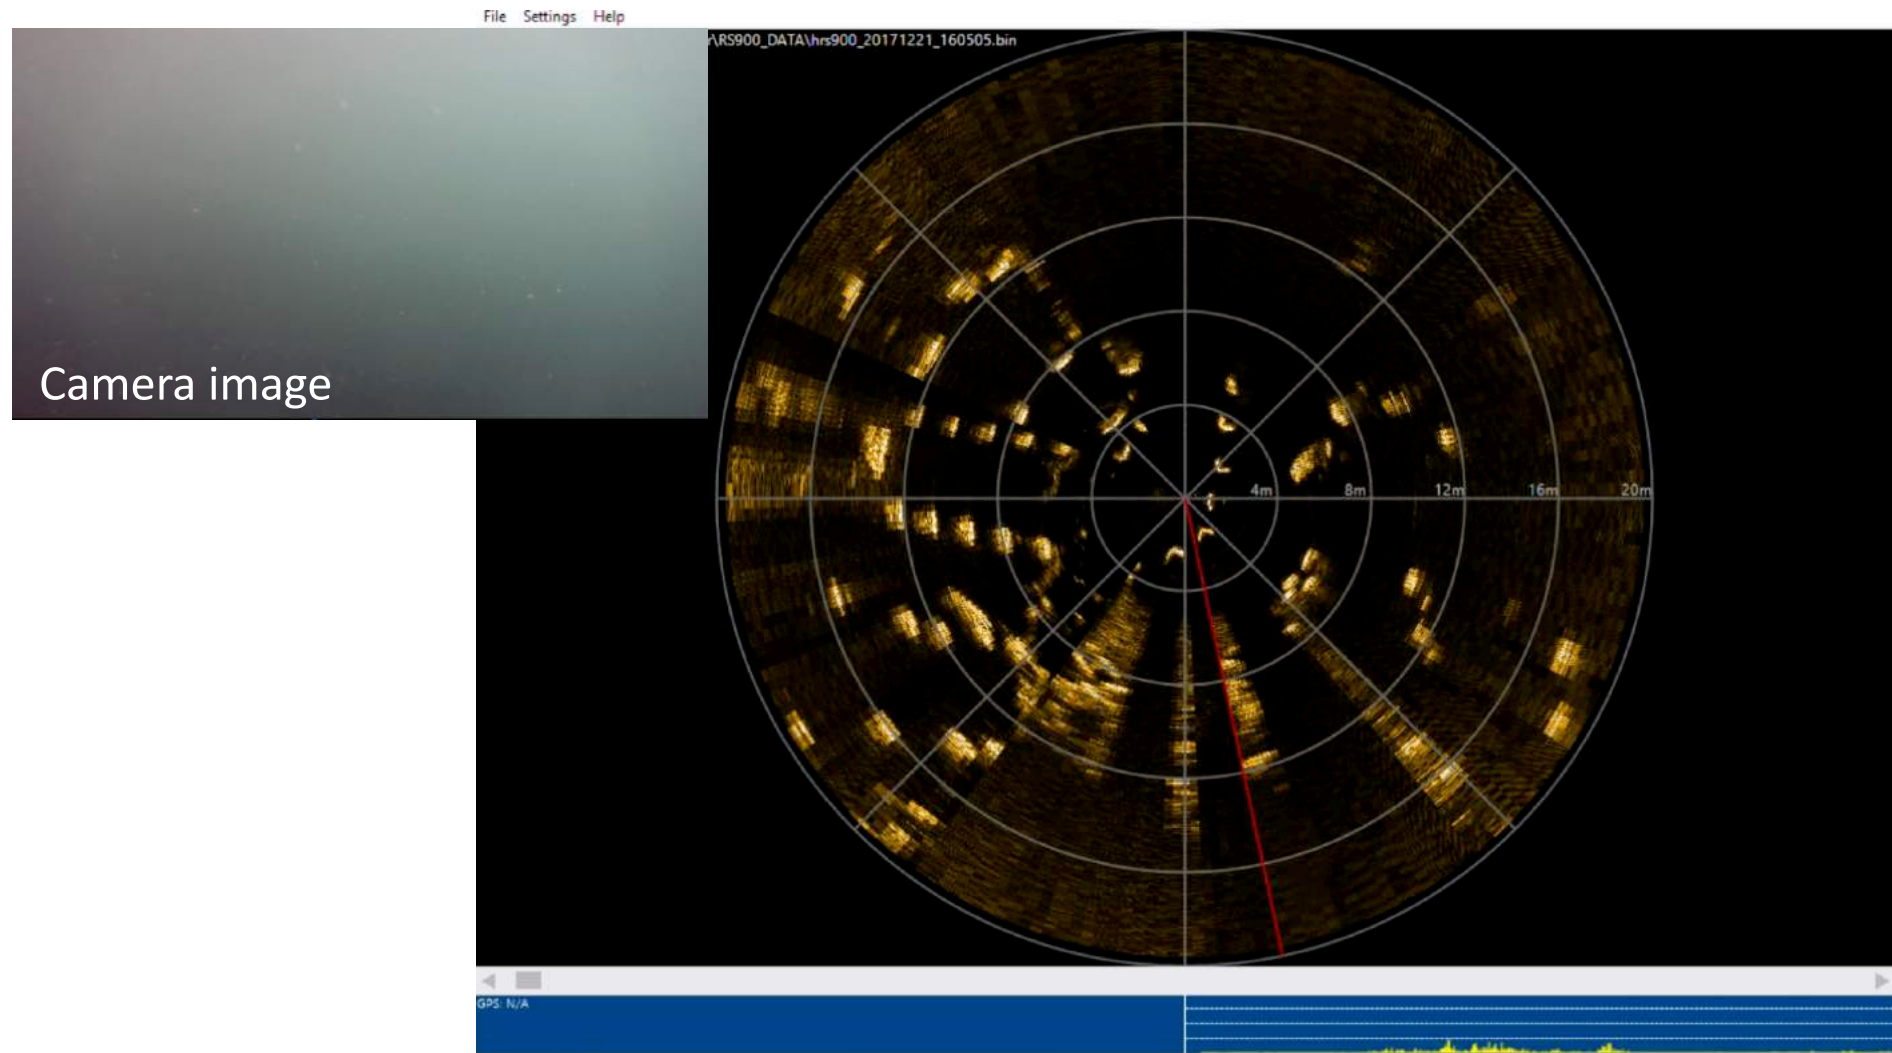 File Settings Help
r\RS900_DATA\hrs900_20171221_160505.bin
Camera image
4m 8m 12m 16m 20m
GPS: N/A